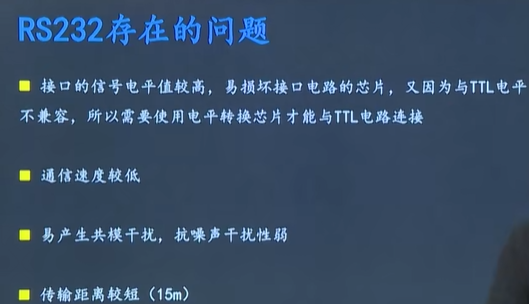 RS232存在的问题
接口的信号电平值较高，易损坏接口电路的芯片，又因为与TTL电平
不兼容，所以需要使用电平转换芯片才能与TTL电路连接
通信速度较低
易产生共模干扰，抗噪声干扰性弱
传输距离较短（15m）